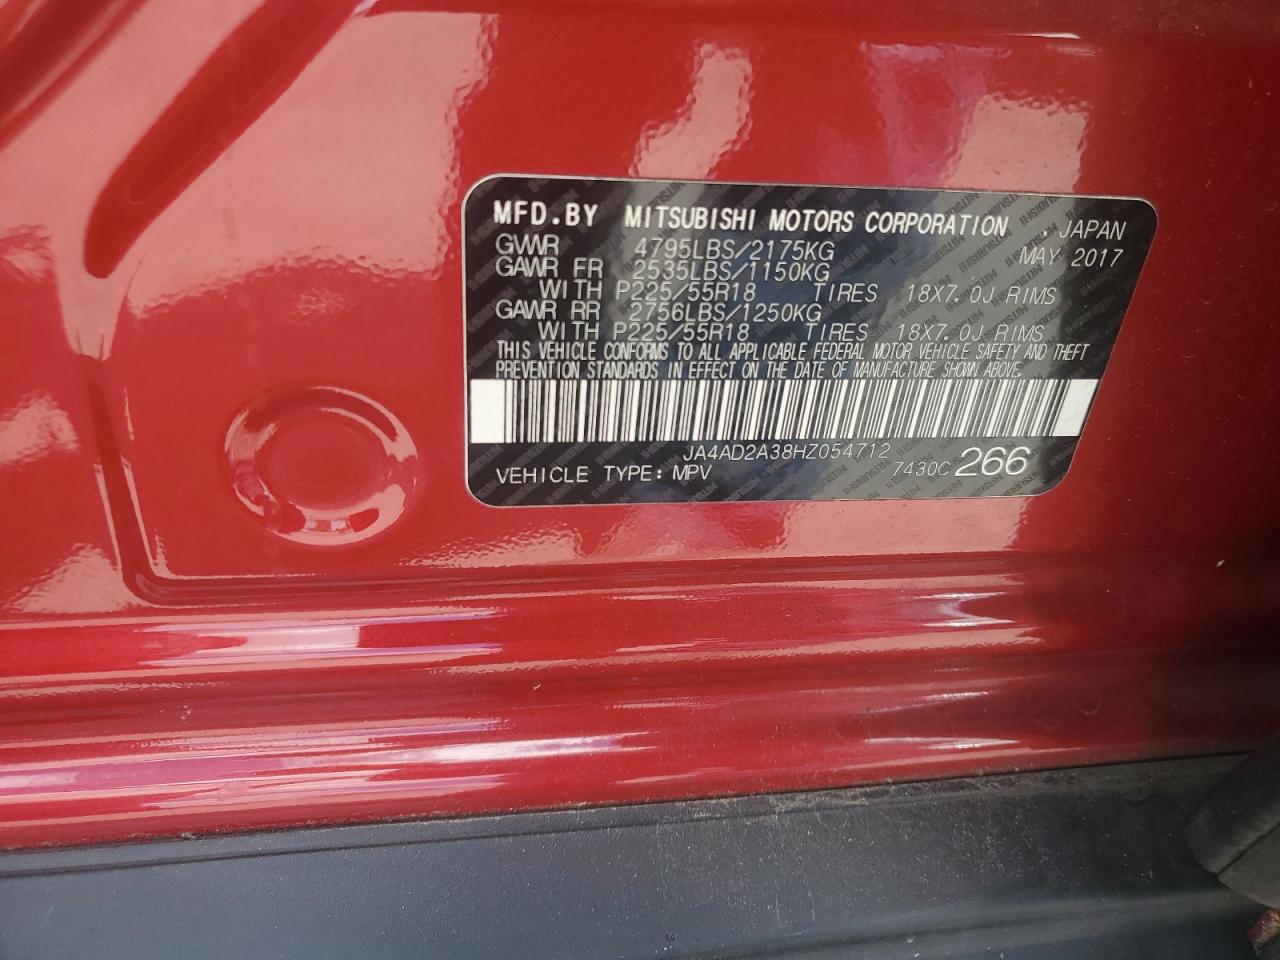 MFD.BY MITSUBISHI MOTORS CORPORATION . JAPAN
GVWR 4795LBS/2175KG MAY 2017
GAWR FR 2535LBS/1150KG
WITH P225/55R18 TIRES 18X7.0J RIMS
GAWR RR 2756LBS/1250KG
WITH P225/55R18 TIRES 18X7.0J RIMS
THIS VEHICLE CONFORMS TO ALL APPLICABLE FEDERAL MOTOR VEHICLE SAFETY AND THEFT
PREVENTION STANDARDS IN EFFECT ON THE DATE OF MANUFACTURE SHOWN ABOVE.
JA4AD2A38HZ054712
VEHICLE TYPE: MPV 7430C 266